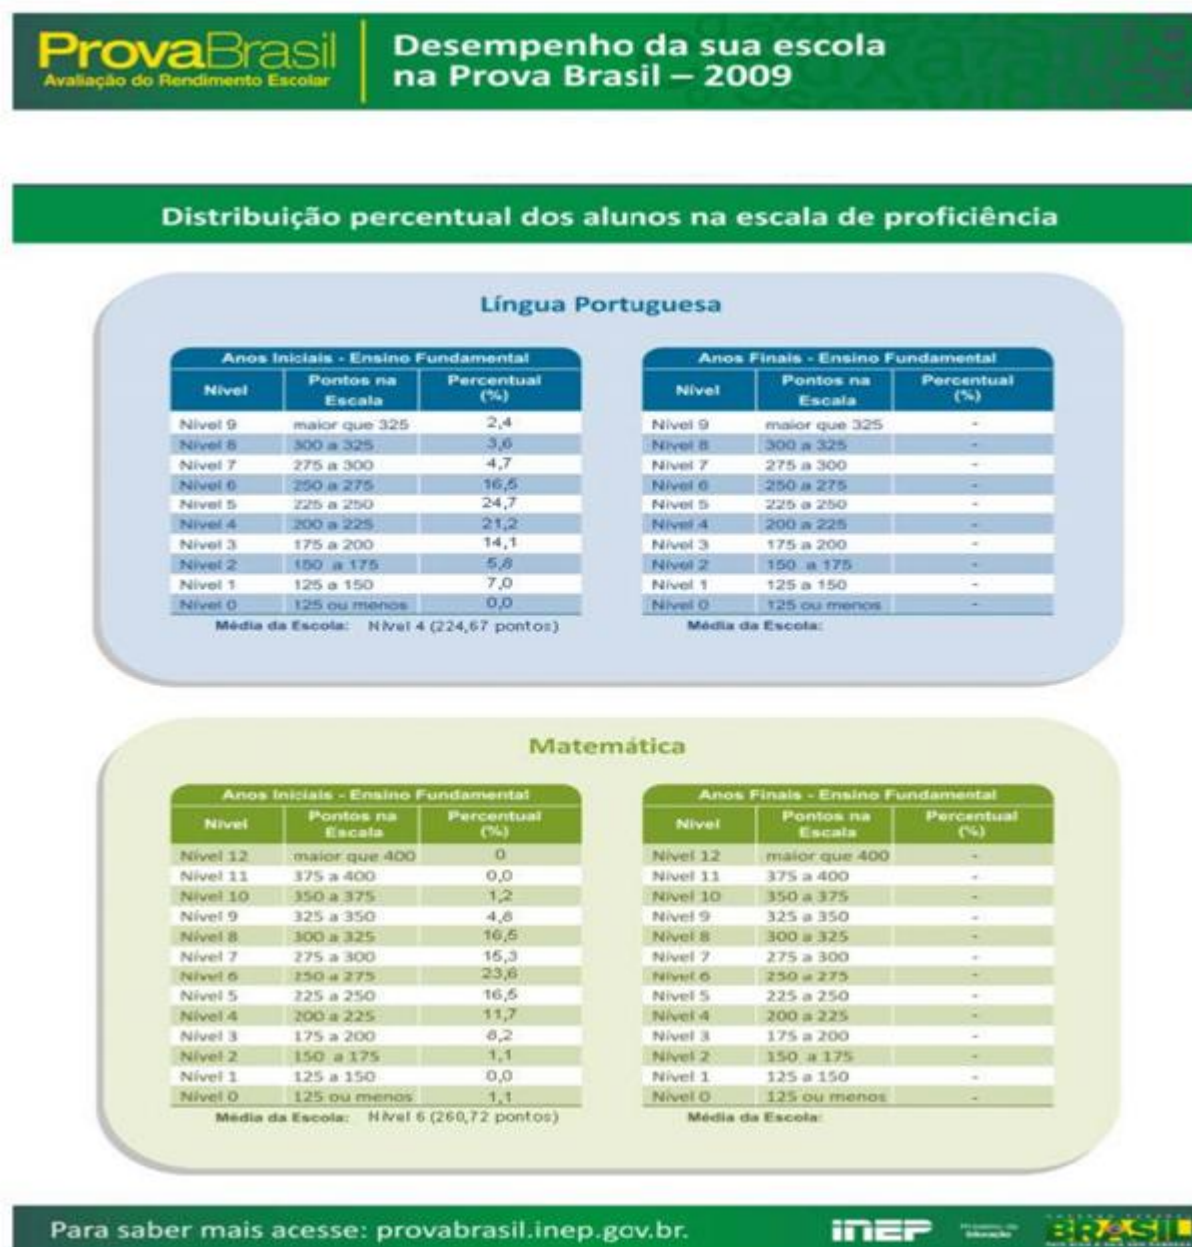 ProvaBrasil
Avaliação do Rendimento Escolar
Desempenho da sua escola
na Prova Brasil – 2009
Distribuição percentual dos alunos na escala de proficiência
Língua Portuguesa
Anos Iniciais - Ensino Fundamental
Nível Pontos na Escala Percentual (%)
Nível 9 maior que 325 2,4
Nível 8 300 a 325 3,6
Nível 7 275 a 300 4,7
Nível 6 250 a 275 16,5
Nível 5 225 a 250 24,7
Nível 4 200 a 225 21,2
Nível 3 175 a 200 14,1
Nível 2 150 a 175 5,8
Nível 1 125 a 150 7,0
Nível 0 125 ou menos 0,0
Média da Escola: Nível 4 (224,67 pontos)
Anos Finais - Ensino Fundamental
Nível Pontos na Escala Percentual (%)
Nível 9 maior que 325 -
Nível 8 300 a 325 -
Nível 7 275 a 300 -
Nível 6 250 a 275 -
Nível 5 225 a 250 -
Nível 4 200 a 225 -
Nível 3 175 a 200 -
Nível 2 150 a 175 -
Nível 1 125 a 150 -
Nível 0 125 ou menos -
Média da Escola:
Matemática
Anos Iniciais - Ensino Fundamental
Nível Pontos na Escala Percentual (%)
Nível 12 maior que 400 0
Nível 11 375 a 400 0,0
Nível 10 350 a 375 1,2
Nível 9 325 a 350 4,8
Nível 8 300 a 325 16,5
Nível 7 275 a 300 15,3
Nível 6 250 a 275 23,6
Nível 5 225 a 250 16,5
Nível 4 200 a 225 11,7
Nível 3 175 a 200 8,2
Nível 2 150 a 175 1,1
Nível 1 125 a 150 0,0
Nível 0 125 ou menos 1,1
Média da Escola: Nível 6 (260,72 pontos)
Anos Finais - Ensino Fundamental
Nível Pontos na Escala Percentual (%)
Nível 12 maior que 400 -
Nível 11 375 a 400 -
Nível 10 350 a 375 -
Nível 9 325 a 350 -
Nível 8 300 a 325 -
Nível 7 275 a 300 -
Nível 6 250 a 275 -
Nível 5 225 a 250 -
Nível 4 200 a 225 -
Nível 3 175 a 200 -
Nível 2 150 a 175 -
Nível 1 125 a 150 -
Nível 0 125 ou menos -
Média da Escola:
Para saber mais acesse: provabrasil.inep.gov.br.
inep
BRASIL